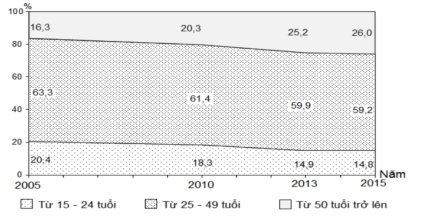 %
100
80
60
40
20
0
16,3 20,3 25,2 26,0
63,3 61,4 59,9 59,2
20,4 18,3 14,9 14,8
Năm
2005 2010 2013 2015
Từ 15 - 24 tuổi Từ 25 - 49 tuổi Từ 50 tuổi trở lên